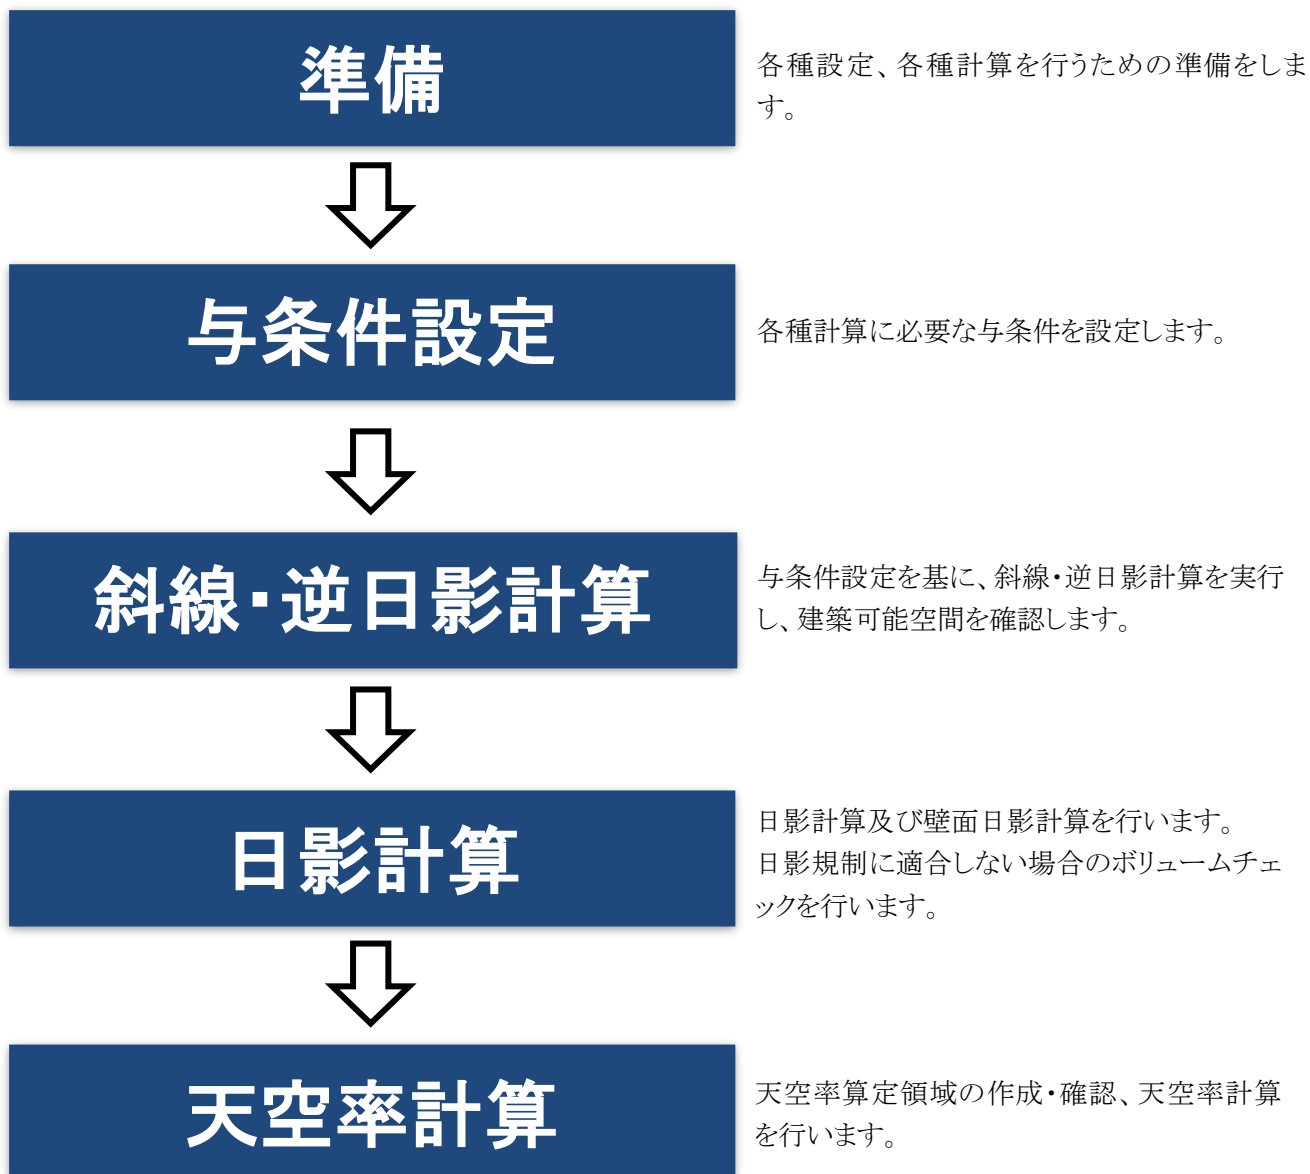 準備
各種設定、各種計算を行うための準備をしま
す。
与条件設定
各種計算に必要な与条件を設定します。
斜線・逆日影計算
与条件設定を基に、斜線・逆日影計算を実行
し、建築可能空間を確認します。
日影計算
日影計算及び壁面日影計算を行います。
日影規制に適合しない場合のボリュームチェ
ックを行います。
天空率計算
天空率算定領域の作成・確認、天空率計算
を行います。